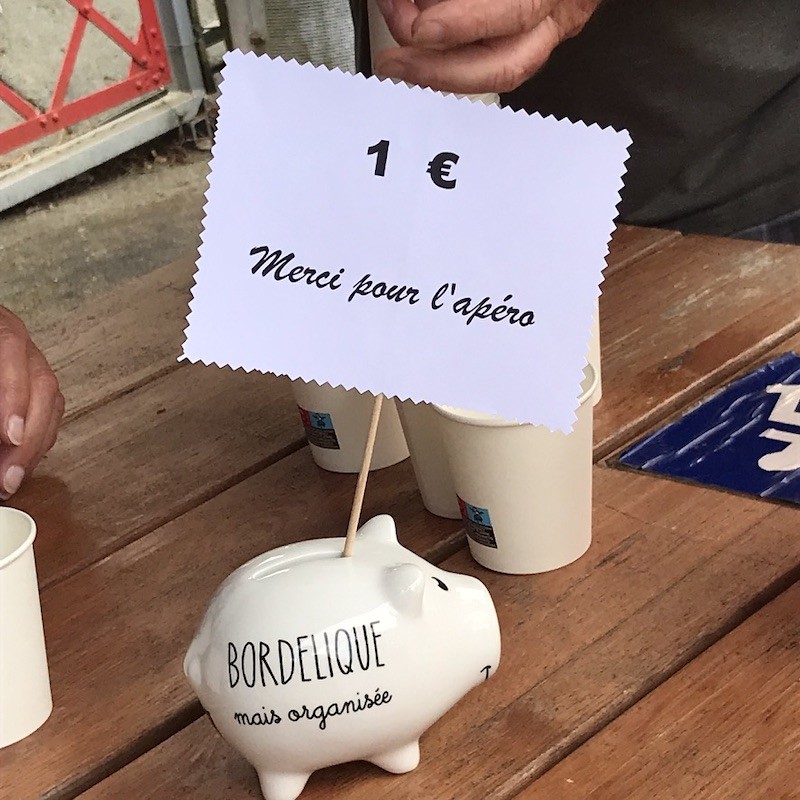 1 €
Merci pour l'apéro
BORDELIQUE
mais organisée